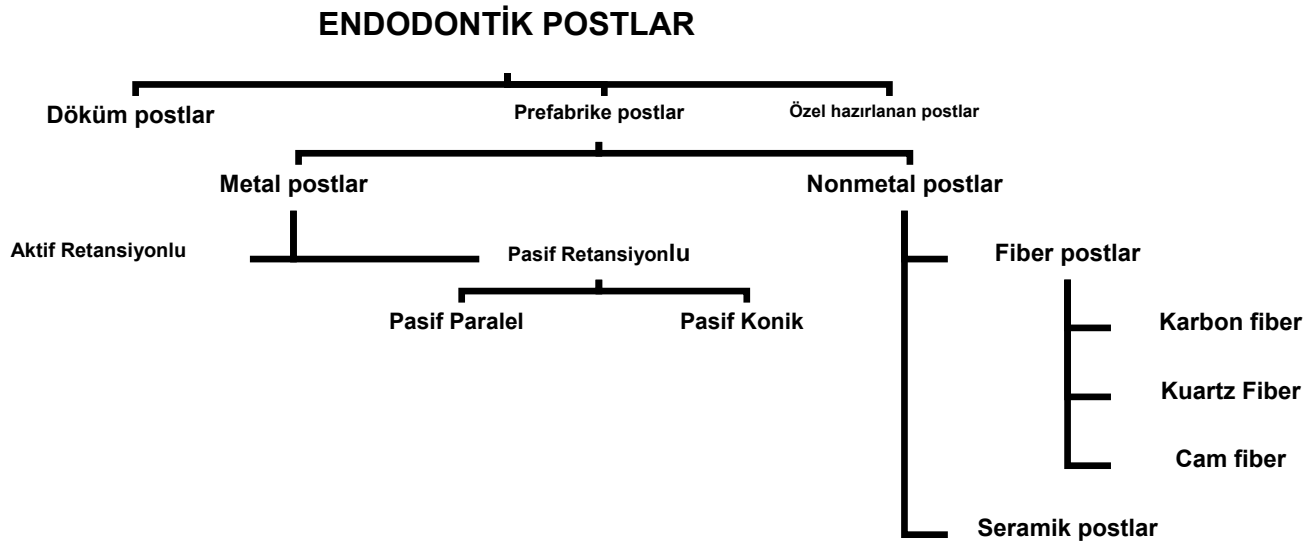 ENDODONTİK POSTLAR
Döküm postlar
Prefabrike postlar
Özel hazırlanan postlar
Metal postlar
Nonmetal postlar
Aktif Retansiyonlu
Pasif Retansiyonlu
Fiber postlar
Pasif Paralel
Pasif Konik
Karbon fiber
Kuartz Fiber
Cam fiber
Seramik postlar